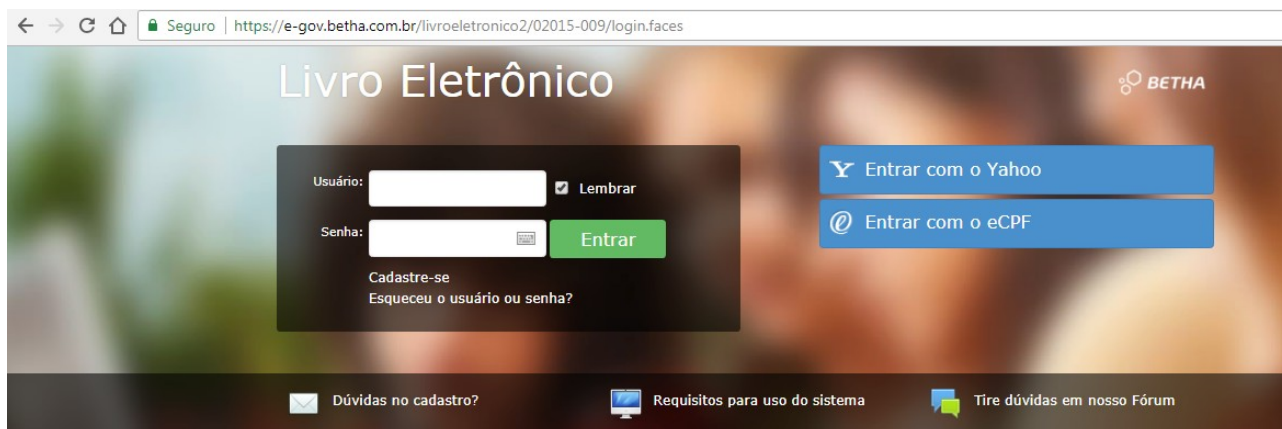 Seguro | https://e-gov.betha.com.br/livroeletronico2/02015-009/login.faces
Livro Eletrônico
BETHA
Usuário:
Lembrar
Senha:
Entrar
Cadastre-se
Esqueceu o usuário ou senha?
Entrar com o Yahoo
Entrar com o eCPF
Dúvidas no cadastro?
Requisitos para uso do sistema
Tire dúvidas em nosso Fórum